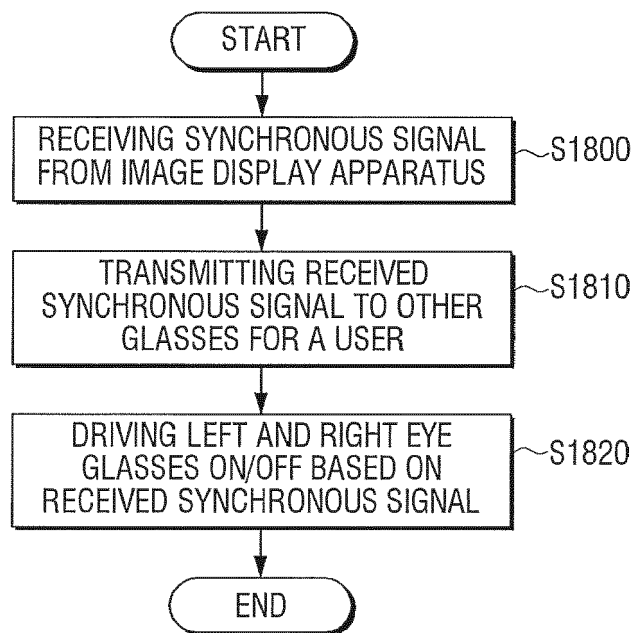 START
RECEIVING SYNCHRONOUS SIGNAL
FROM IMAGE DISPLAY APPARATUS
S1800
TRANSMITTING RECEIVED
SYNCHRONOUS SIGNAL TO OTHER
GLASSES FOR A USER
S1810
DRIVING LEFT AND RIGHT EYE
GLASSES ON/OFF BASED ON
RECEIVED SYNCHRONOUS SIGNAL
S1820
END